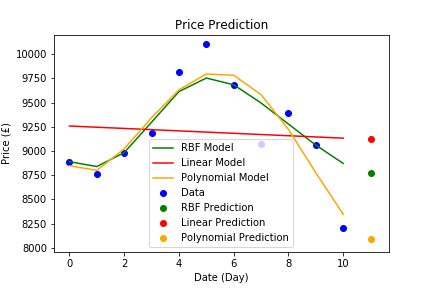 Price Prediction
Price (£)
10000
9750
9500
9250
9000
8750
8500
8250
8000
RBF Model
Linear Model
Polynomial Model
Data
RBF Prediction
Linear Prediction
Polynomial Prediction
0 2 4 6 8 10
Date (Day)